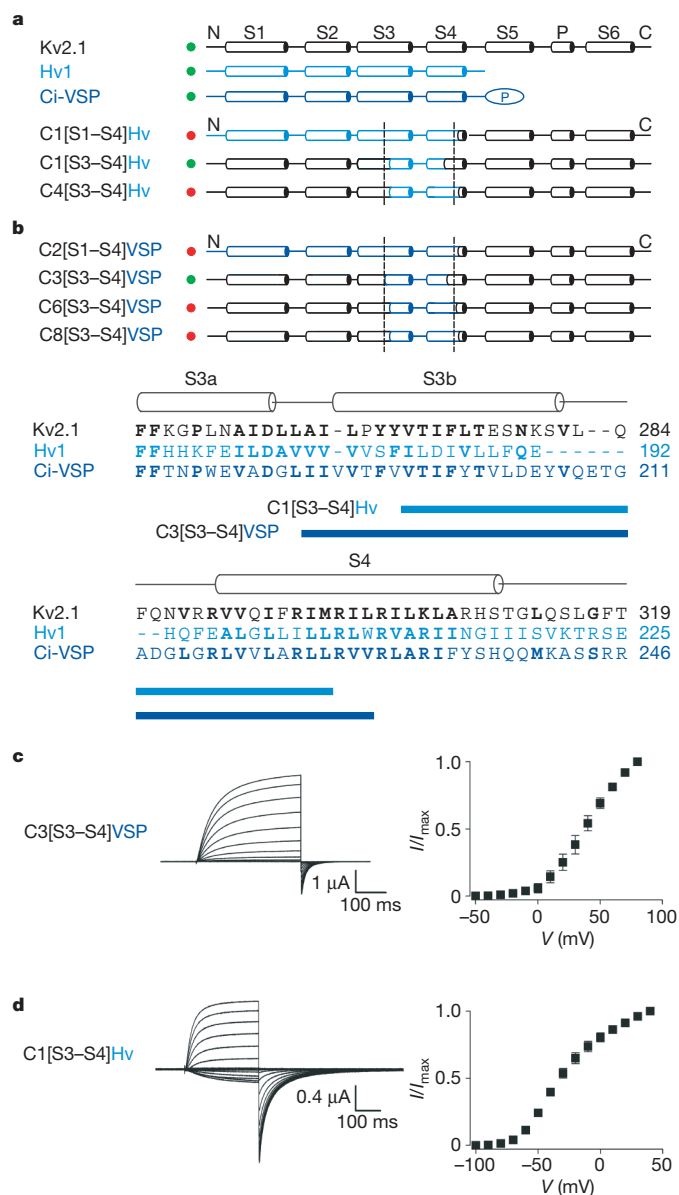 a
N S1 S2 S3 S4 S5 P S6 C
Kv2.1
Hv1
Ci-VSP P
N C
C1[S1–S4]Hv
C1[S3–S4]Hv
C4[S3–S4]Hv
b
N C
C2[S1–S4]VSP
C3[S3–S4]VSP
C6[S3–S4]VSP
C8[S3–S4]VSP
S3a S3b
Kv2.1 FFKGPLNAIDLLAI-LPYYVTIFLTESNKSVL--Q 284
Hv1 FFHHKFEILDAVVV-VVSFILDIVLLFQE------ 192
Ci-VSP FFTNPWEVADGLIIVVTFVVTIFYTVLDEYVQETG 211
C1[S3–S4]Hv
C3[S3–S4]VSP
S4
Kv2.1 FQNVRRVVQIFRIMRILRILKLARHSTGLQSLGFT 319
Hv1 --HQFEALGLLILLRLWRVARIINGIIISVKTRSE 225
Ci-VSP ADGLGRLVVLARLLRVVRLARIFYSHQQMKASSRR 246
c
C3[S3–S4]VSP
1 μA
100 ms
I/Imax
1.0
0.5
0
–50 0 50 100
V (mV)
d
C1[S3–S4]Hv
0.4 μA
100 ms
I/Imax
1.0
0.5
0
–100 –50 0 50
V (mV)